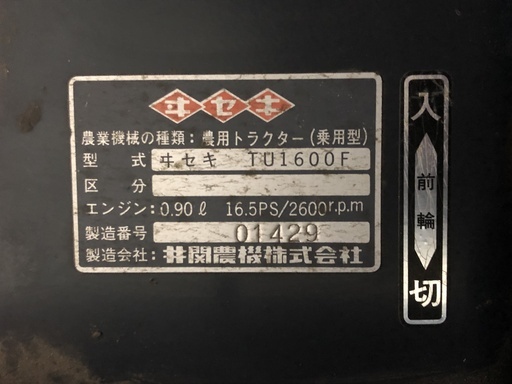 ヰセキ
農業機械の種類：農用トラクター（乗用型）
型 式 ヰセキ TU1600F
区 分
エンジン：0.90ℓ 16.5PS/2600r.p.m
製造番号 01429
製造会社：井関農機株式会社
入
前輪
切